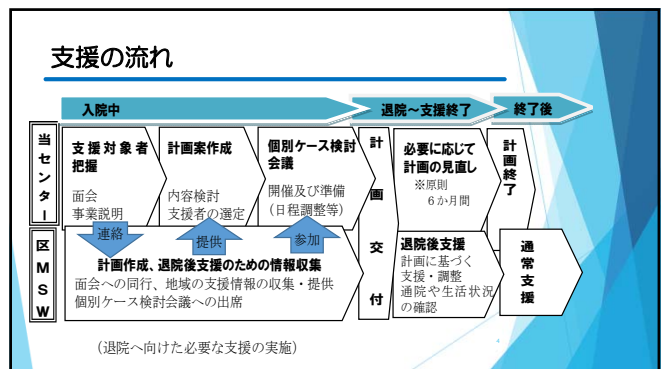 支援の流れ
入院中
退院～支援終了
終了後
当センター
支援対象者
把握
面会
事業説明
計画案作成
内容検討
支援者の選定
個別ケース検討
会議
開催及び準備
（日程調整等）
計画交付
必要に応じて
計画の見直し
※原則
６か月間
計画終了
連絡
提供
参加
区MSW
計画作成、退院後支援のための情報収集
面会への同行、地域の支援情報の収集・提供
個別ケース検討会議への出席
退院後支援
計画に基づく
支援・調整
通院や生活状況
の確認
通常支援
（退院へ向けた必要な支援の実施）